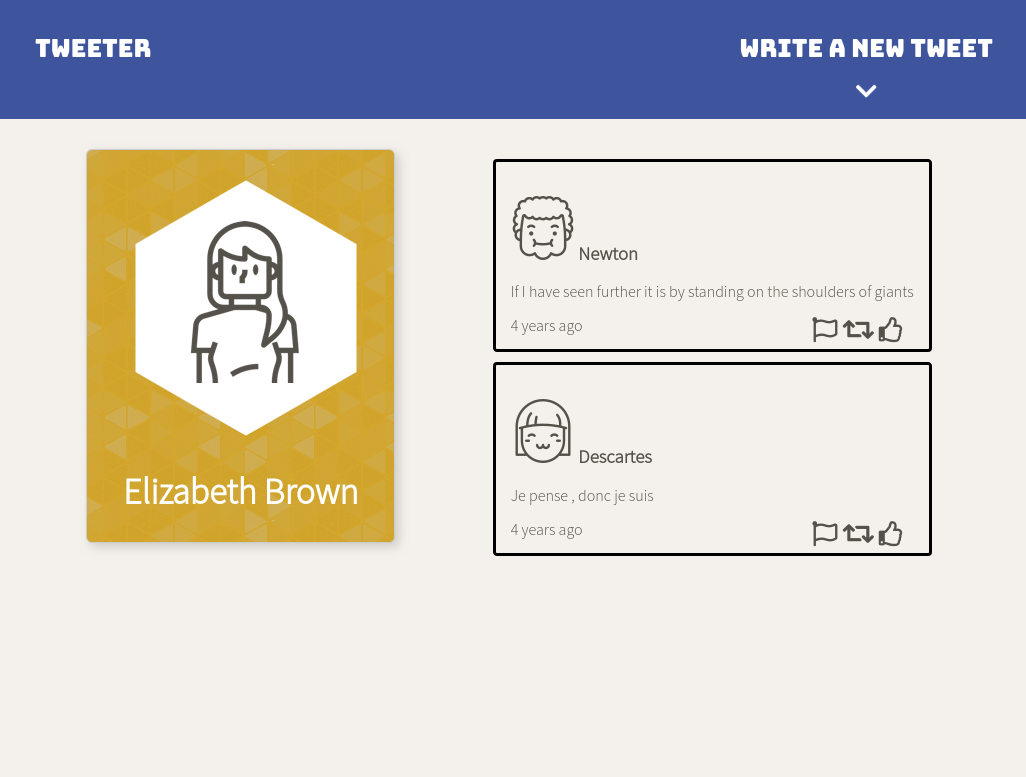 TWEETER
WRITE A NEW TWEET
Elizabeth Brown
Newton
If I have seen further it is by standing on the shoulders of giants
4 years ago
Descartes
Je pense , donc je suis
4 years ago